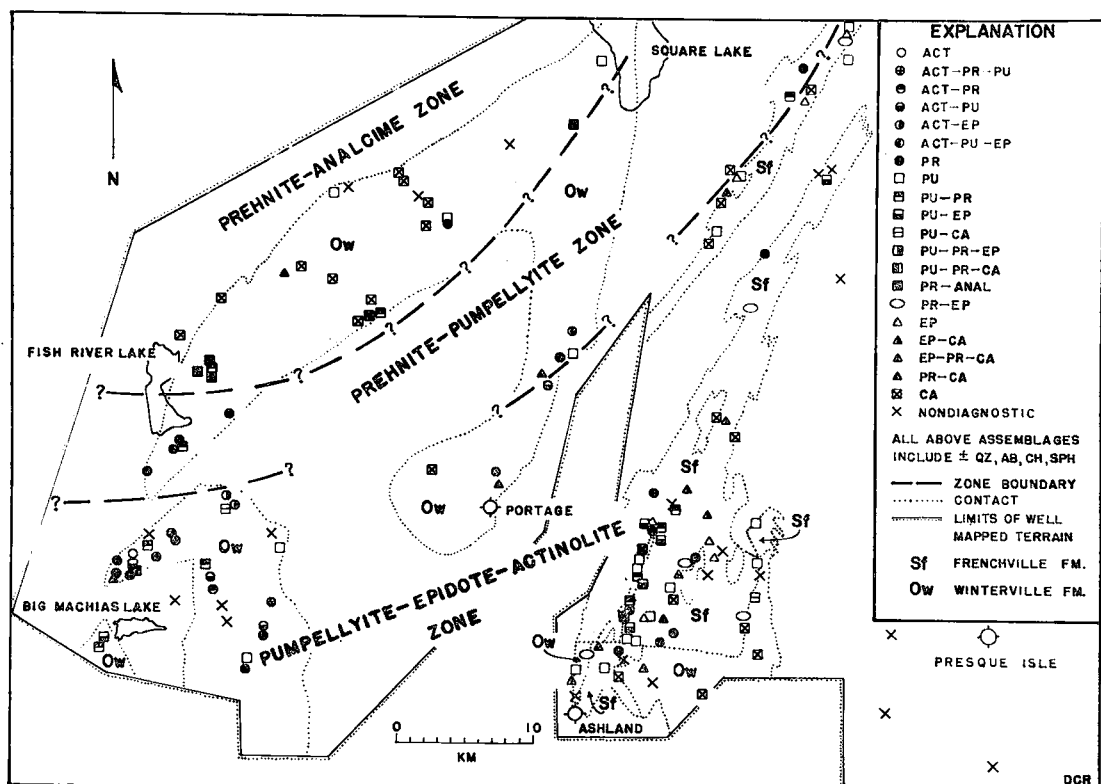 SQUARE LAKE
PREHNITE-ANALCIME ZONE
N
Sf
Ow
Ow
?
?
?
?
?
?
?
?
?
PREHNITE-PUMPELLYITE ZONE
Sf
FISH RIVER LAKE
?
?
?
?
?
?
Sf
Ow
PORTAGE
Sf
Ow
PUMPELLYITE-EPIDOTE-ACTINOLITE
ZONE
BIG MACHIAS LAKE
Sf
Ow
Ow
Ow
Sf
ASHLAND
0 10
KM
EXPLANATION
ACT
ACT-PR-PU
ACT-PR
ACT-PU
ACT-EP
ACT-PU-EP
PR
PU
PU-PR
PU-EP
PU-CA
PU-PR-EP
PU-PR-CA
PR-ANAL
PR-EP
EP
EP-CA
EP-PR-CA
PR-CA
CA
NONDIAGNOSTIC
ALL ABOVE ASSEMBLAGES
INCLUDE ± QZ, AB, CH, SPH
ZONE BOUNDARY
CONTACT
LIMITS OF WELL
MAPPED TERRAIN
Sf FRENCHVILLE FM.
Ow WINTERVILLE FM.
PRESQUE ISLE
DCR